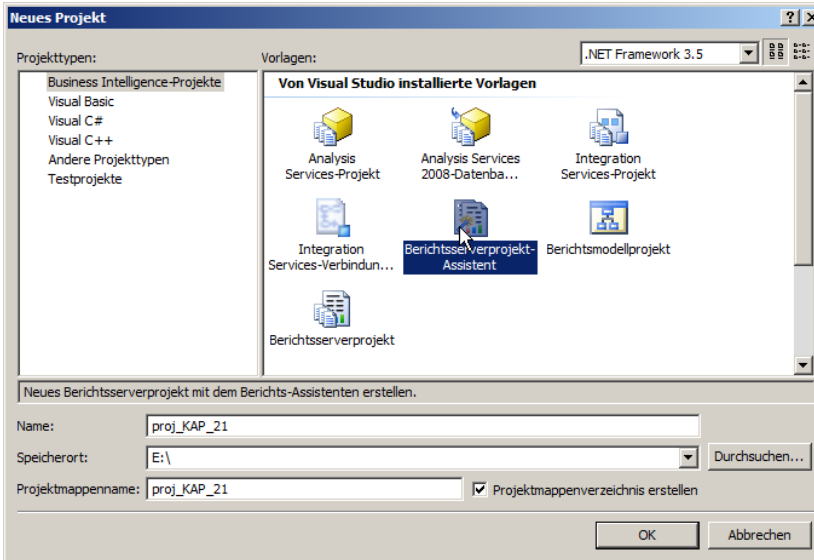 Neues Projekt
Projekttypen:
Vorlagen:
.NET Framework 3.5
Business Intelligence-Projekte
Visual Basic
Visual C#
Visual C++
Andere Projekttypen
Testprojekte
Von Visual Studio installierte Vorlagen
Analysis
Services-Projekt
Analysis Services
2008-Datenba...
Integration
Services-Projekt
Integration
Services-Verbindun...
Berichtsserverprojekt-
Assistent
Berichtsmodellprojekt
Berichtsserverprojekt
Neues Berichtsserverprojekt mit dem Berichts-Assistenten erstellen.
Name:
proj_KAP_21
Speicherort:
E:\
Durchsuchen...
Projektmappenname:
proj_KAP_21
Projektmappenverzeichnis erstellen
OK
Abbrechen